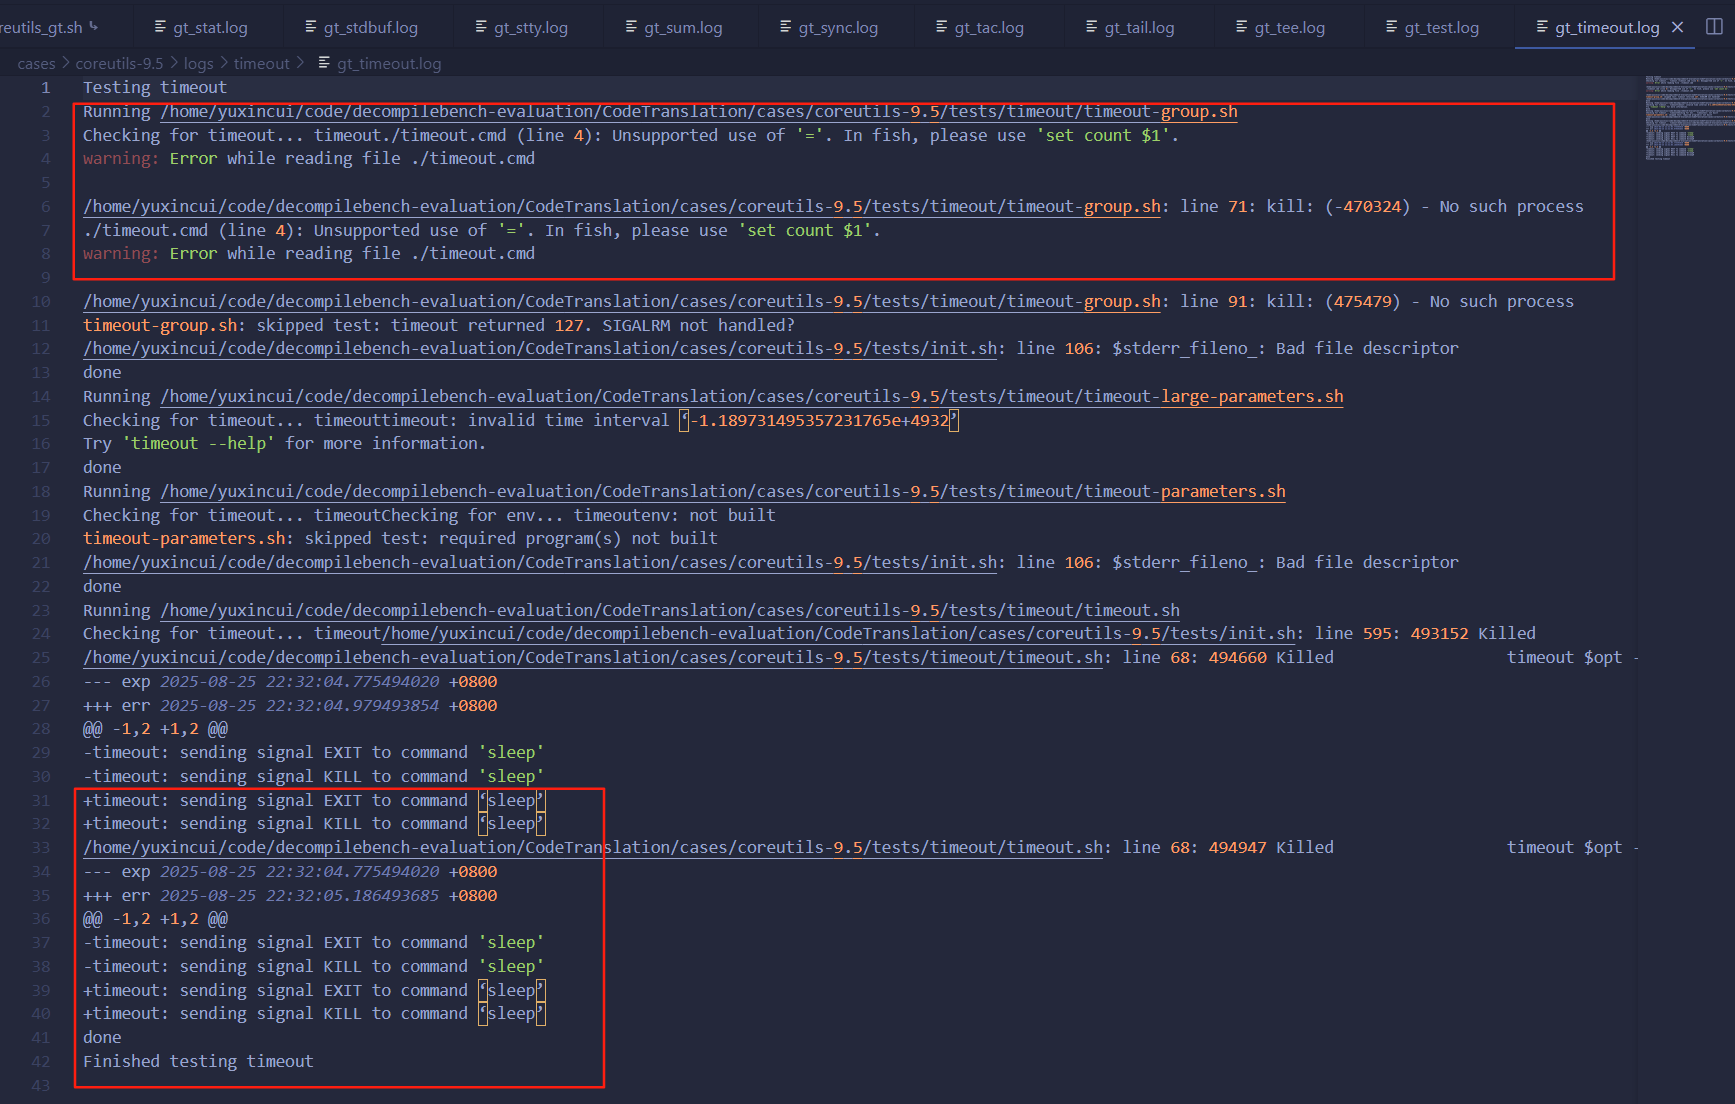 reutils_gt.sh
gt_stat.log
gt_stdbuf.log
gt_stty.log
gt_sum.log
gt_sync.log
gt_tac.log
gt_tail.log
gt_tee.log
gt_test.log
gt_timeout.log
cases > coreutils-9.5 > logs > timeout > gt_timeout.log
1 Testing timeout
2 Running /home/yuxincui/code/decompilebench-evaluation/CodeTranslation/cases/coreutils-9.5/tests/timeout/timeout-group.sh
3 Checking for timeout... timeout./timeout.cmd (line 4): Unsupported use of '='. In fish, please use 'set count $1'.
4 warning: Error while reading file ./timeout.cmd
5
6 /home/yuxincui/code/decompilebench-evaluation/CodeTranslation/cases/coreutils-9.5/tests/timeout/timeout-group.sh: line 71: kill: (-470324) - No such process
7 ./timeout.cmd (line 4): Unsupported use of '='. In fish, please use 'set count $1'.
8 warning: Error while reading file ./timeout.cmd
9
10 /home/yuxincui/code/decompilebench-evaluation/CodeTranslation/cases/coreutils-9.5/tests/timeout/timeout-group.sh: line 91: kill: (475479) - No such process
11 timeout-group.sh: skipped test: timeout returned 127. SIGALRM not handled?
12 /home/yuxincui/code/decompilebench-evaluation/CodeTranslation/cases/coreutils-9.5/tests/init.sh: line 106: $stderr_fileno_: Bad file descriptor
13 done
14 Running /home/yuxincui/code/decompilebench-evaluation/CodeTranslation/cases/coreutils-9.5/tests/timeout/timeout-large-parameters.sh
15 Checking for timeout... timeouttimeout: invalid time interval ‘-1.189731495357231765e+4932’
16 Try 'timeout --help' for more information.
17 done
18 Running /home/yuxincui/code/decompilebench-evaluation/CodeTranslation/cases/coreutils-9.5/tests/timeout/timeout-parameters.sh
19 Checking for timeout... timeoutChecking for env... timeoutenv: not built
20 timeout-parameters.sh: skipped test: required program(s) not built
21 /home/yuxincui/code/decompilebench-evaluation/CodeTranslation/cases/coreutils-9.5/tests/init.sh: line 106: $stderr_fileno_: Bad file descriptor
22 done
23 Running /home/yuxincui/code/decompilebench-evaluation/CodeTranslation/cases/coreutils-9.5/tests/timeout/timeout.sh
24 Checking for timeout... timeout/home/yuxincui/code/decompilebench-evaluation/CodeTranslation/cases/coreutils-9.5/tests/init.sh: line 595: 493152 Killed
25 /home/yuxincui/code/decompilebench-evaluation/CodeTranslation/cases/coreutils-9.5/tests/timeout/timeout.sh: line 68: 494660 Killed timeout $opt -
26 --- exp 2025-08-25 22:32:04.775494020 +0800
27 +++ err 2025-08-25 22:32:04.979493854 +0800
28 @@ -1,2 +1,2 @@
29 -timeout: sending signal EXIT to command 'sleep'
30 -timeout: sending signal KILL to command 'sleep'
31 +timeout: sending signal EXIT to command ‘sleep’
32 +timeout: sending signal KILL to command ‘sleep’
33 /home/yuxincui/code/decompilebench-evaluation/CodeTranslation/cases/coreutils-9.5/tests/timeout/timeout.sh: line 68: 494947 Killed timeout $opt -
34 --- exp 2025-08-25 22:32:04.775494020 +0800
35 +++ err 2025-08-25 22:32:05.186493685 +0800
36 @@ -1,2 +1,2 @@
37 -timeout: sending signal EXIT to command 'sleep'
38 -timeout: sending signal KILL to command 'sleep'
39 +timeout: sending signal EXIT to command ‘sleep’
40 +timeout: sending signal KILL to command ‘sleep’
41 done
42 Finished testing timeout
43